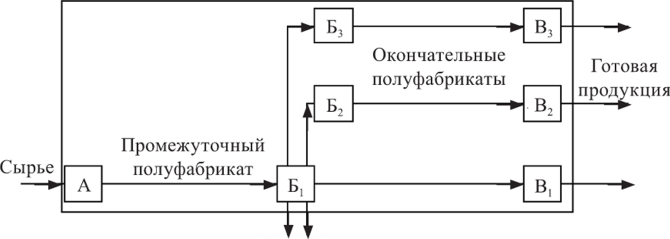 Б₃
В₃
Окончательные
полуфабрикаты
Готовая
продукция
Б₂
В₂
Промежуточный
полуфабрикат
Сырье
А
Б₁
В₁